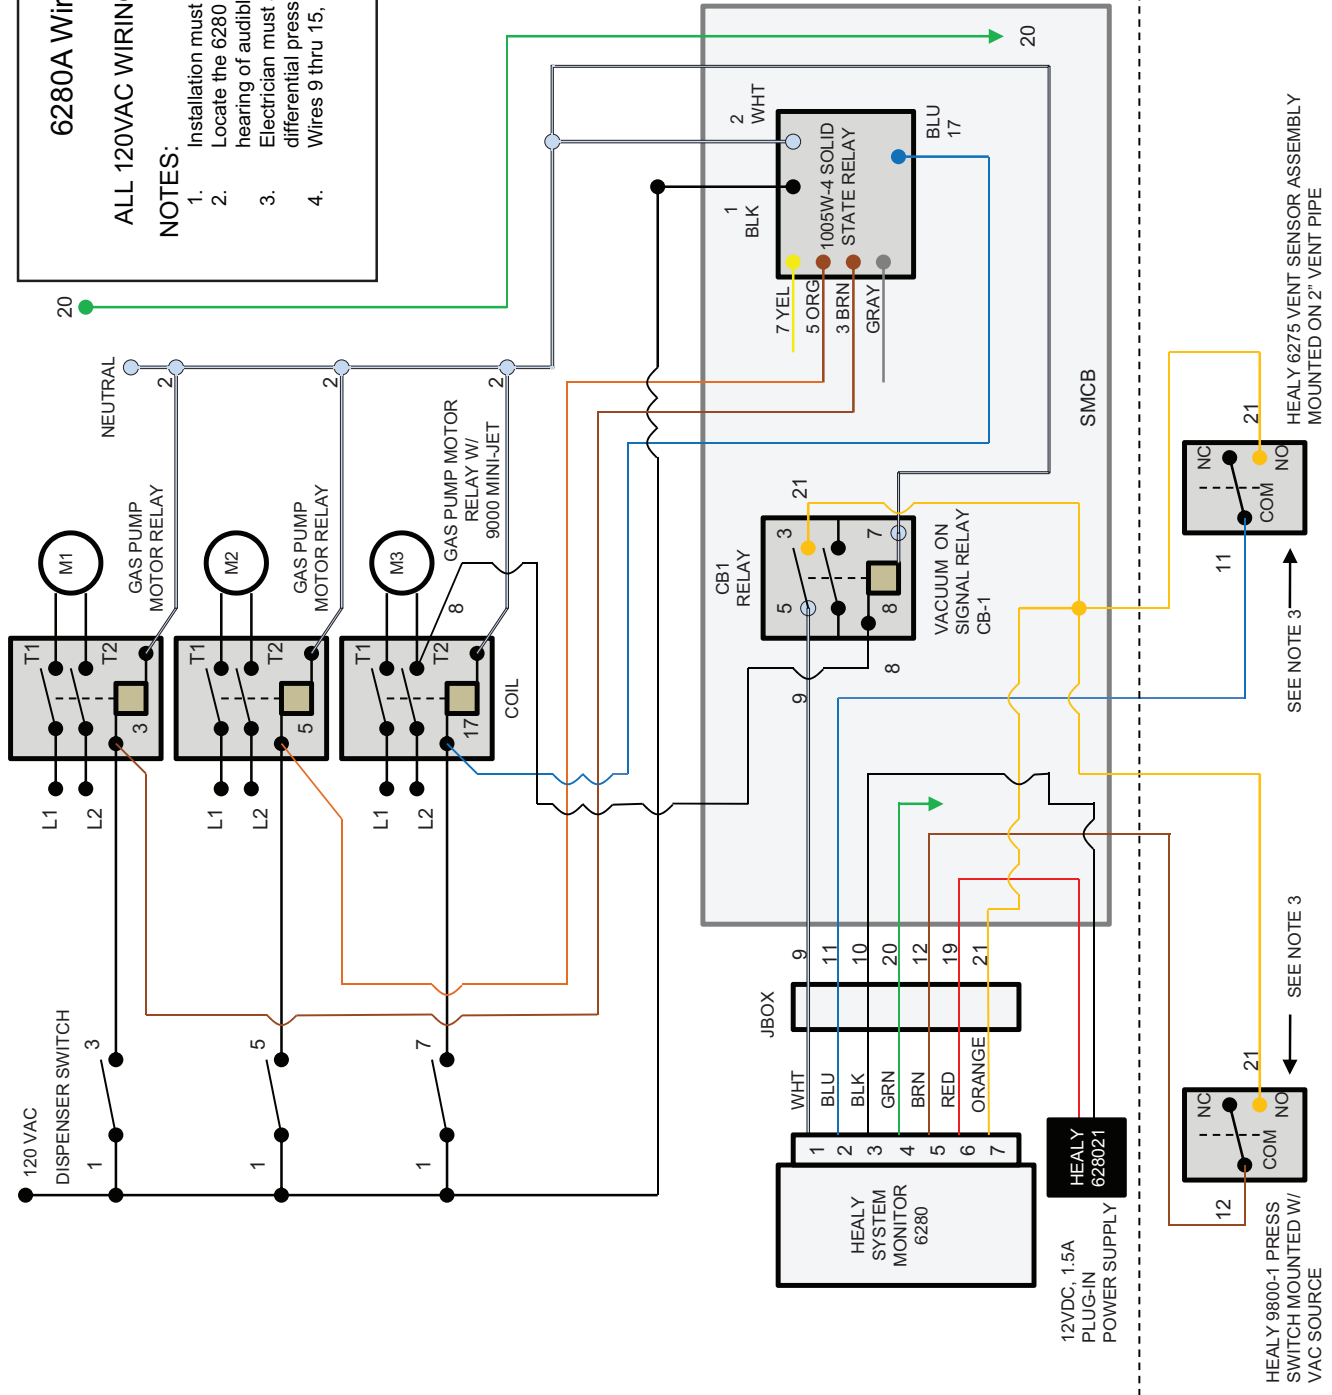 6280A Wir
ALL 120VAC WIRING
NOTES:
1. Installation must
2. Locate the 6280
hearing of audibl
3. Electrician must
differential press
4. Wires 9 thru 15,
20
20
NEUTRAL
2
2
2
M1
M2
M3
GAS PUMP
MOTOR RELAY
GAS PUMP
MOTOR RELAY
GAS PUMP MOTOR
RELAY W/
9000 MINI-JET
T1
T2
3
L1
L2
T1
T2
5
L1
L2
T1
T2
17
L1
L2
8
COIL
120 VAC
DISPENSER SWITCH
1
3
1
5
1
7
SMCB
2
WHT
1
BLK
BLU
17
1005W-4 SOLID
STATE RELAY
7 YEL
5 ORG
3 BRN
GRAY
CB1
RELAY
21
3
5
7
8
VACUUM ON
SIGNAL RELAY
CB-1
9
8
JBOX
9
11
10
20
12
19
21
WHT
BLU
BLK
GRN
BRN
RED
ORANGE
1
2
3
4
5
6
7
HEALY
SYSTEM
MONITOR
6280
HEALY
628021
12VDC, 1.5A
PLUG-IN
POWER SUPPLY
HEALY 6275 VENT SENSOR ASSEMBLY
MOUNTED ON 2" VENT PIPE
NC
COM
NO
21
11
SEE NOTE 3
SEE NOTE 3
NC
COM
NO
21
12
HEALY 9800-1 PRESS
SWITCH MOUNTED W/
VAC SOURCE